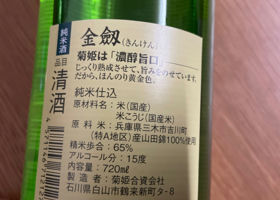 純米酒
金劔(きんけん)
菊姫は「濃醇旨口」
じっくり熟成させて、旨みをのせています。
だから、ほんのり黄金色。
品目 清酒
純米仕込
原材料名：米(国産)
米こうじ(国産米)
原料米：兵庫県三木市吉川町
(特A地区)産山田錦100%使用
精米歩合：65%
アルコール分：15度
内容量：720㎖
製造者：菊姫合資会社
石川県白山市鶴来新町タ-8